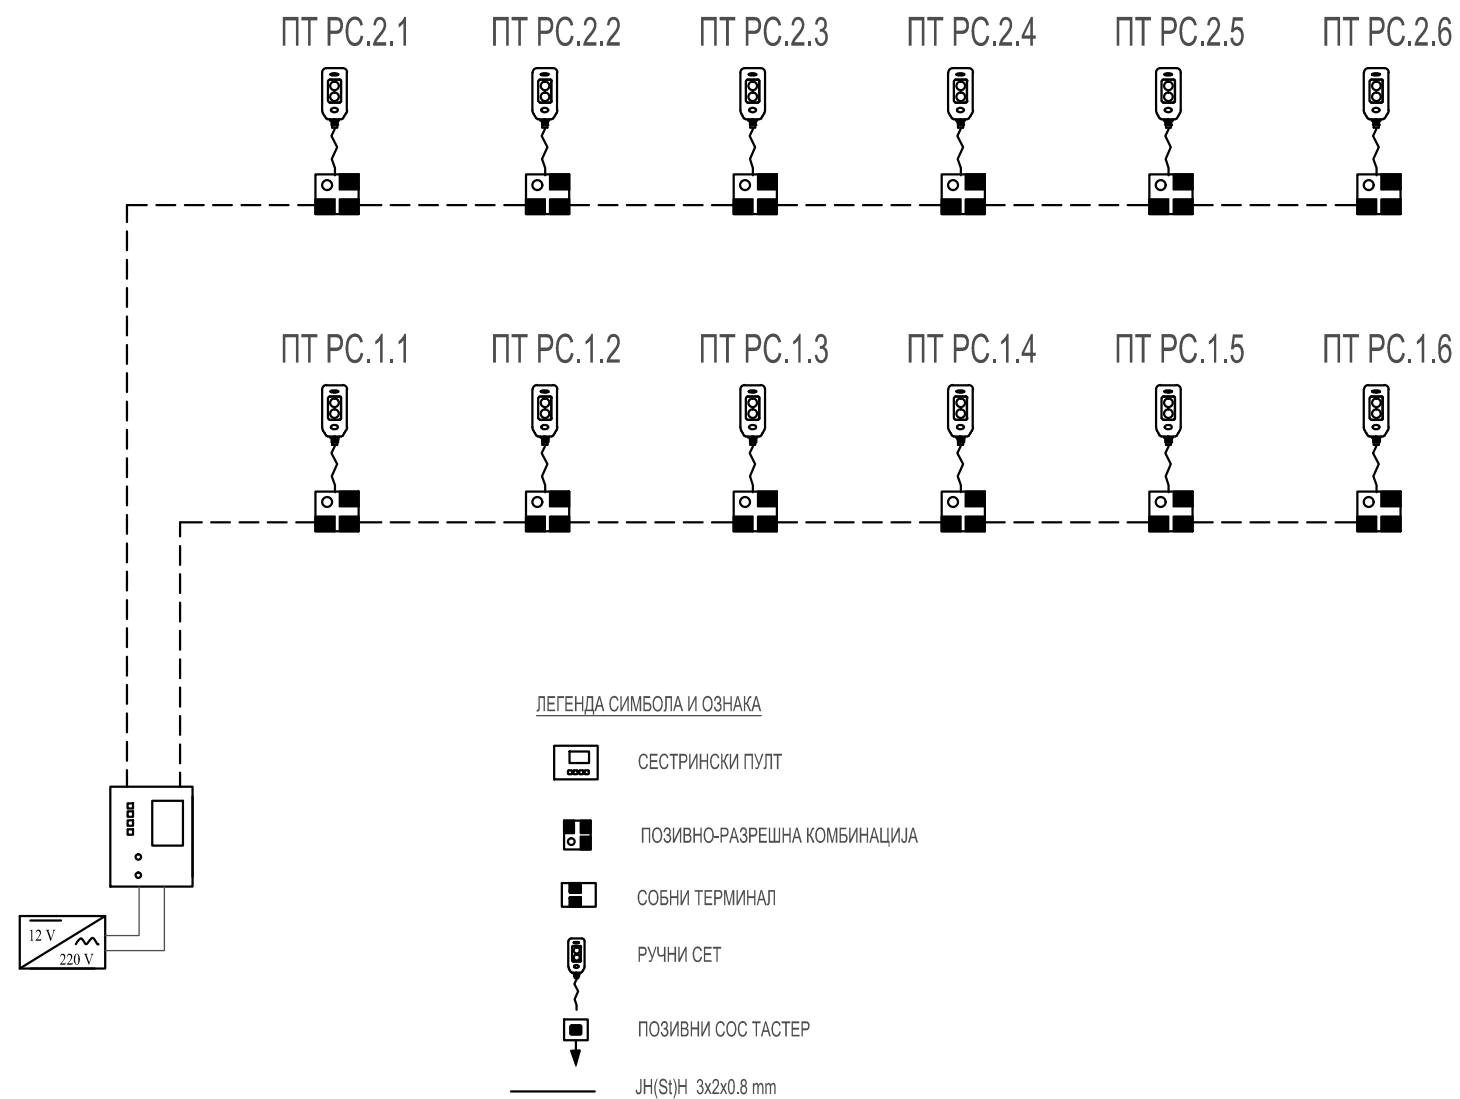 ПТ РС.2.1 ПТ РС.2.2 ПТ РС.2.3 ПТ РС.2.4 ПТ РС.2.5 ПТ РС.2.6
ПТ РС.1.1 ПТ РС.1.2 ПТ РС.1.3 ПТ РС.1.4 ПТ РС.1.5 ПТ РС.1.6
ЛЕГЕНДА СИМБОЛА И ОЗНАКА
СЕСТРИНСКИ ПУЛТ
ПОЗИВНО-РАЗРЕШНА КОМБИНАЦИЈА
СОБНИ ТЕРМИНАЛ
12 V
220 V
РУЧНИ СЕТ
ПОЗИВНИ СОС ТАСТЕР
JH(St)H 3x2x0.8 mm